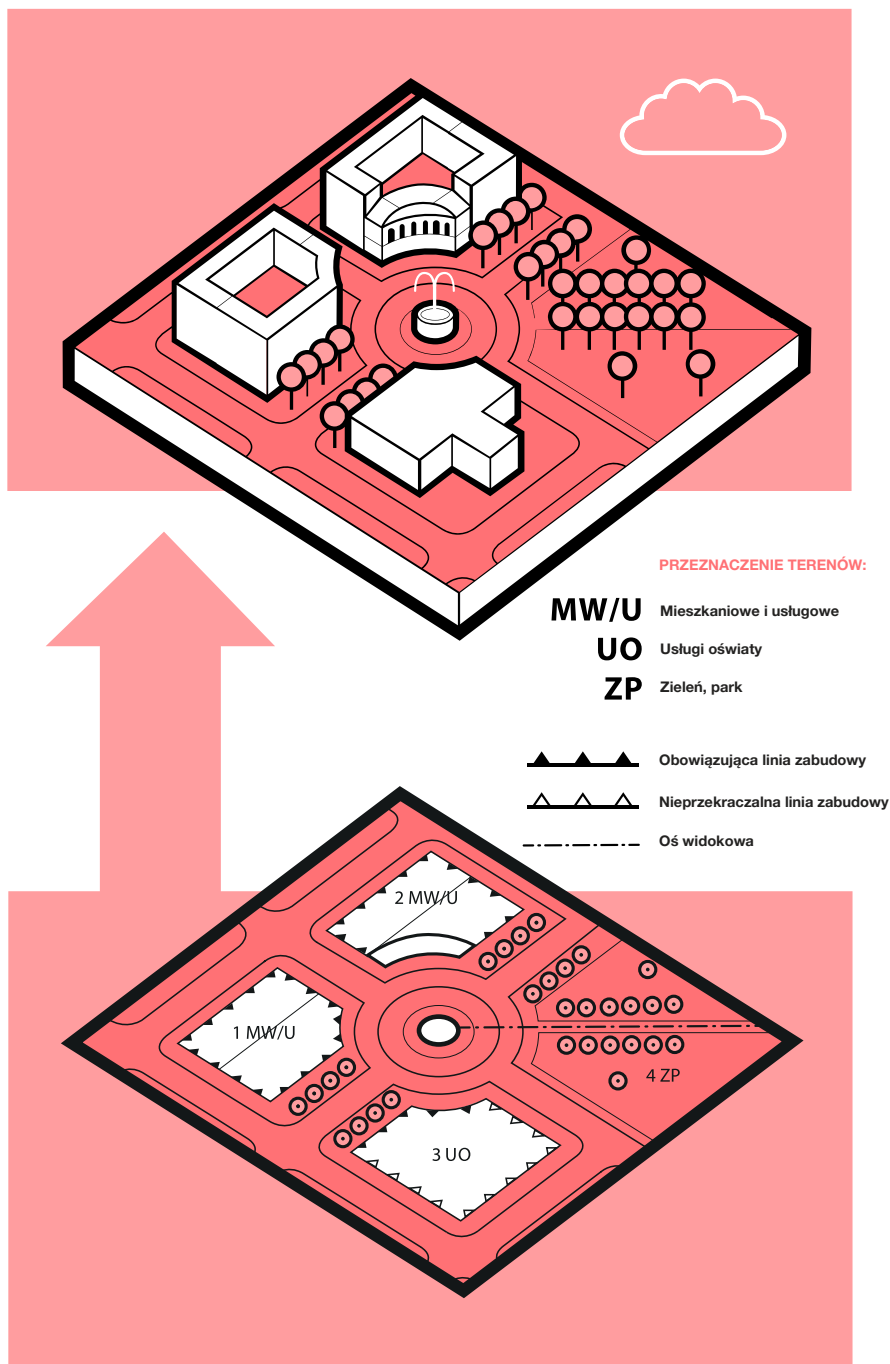 PRZEZNACZENIE TERENÓW:
MW/U Mieszkaniowe i usługowe
UO Usługi oświaty
ZP Zieleń, park
Obowiązująca linia zabudowy
Nieprzekraczalna linia zabudowy
Oś widokowa
2 MW/U
1 MW/U
4 ZP
3 UO